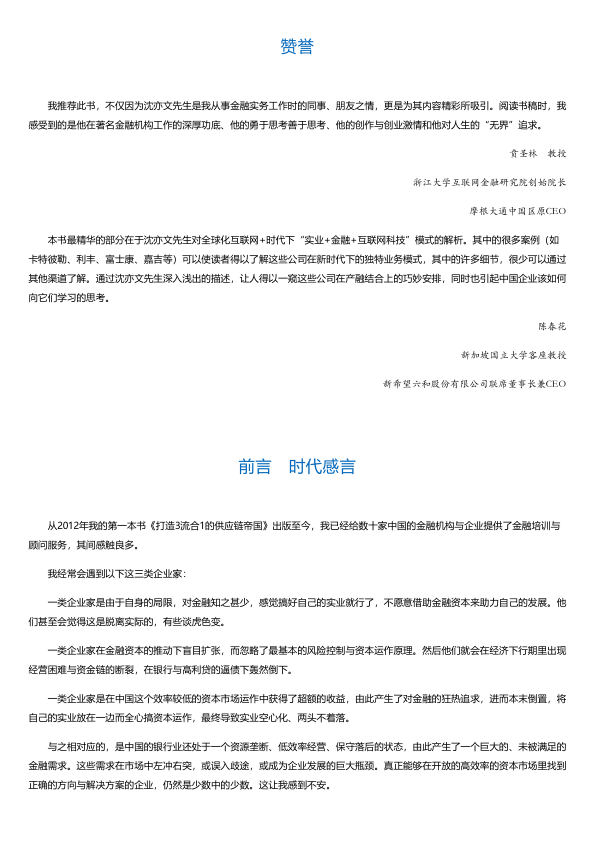 赞誉
我推荐此书，不仅因为沈亦文先生是我从事金融实务工作时的同事、朋友之情，更是为其内容精彩所吸引。阅读书稿时，我
感受到的是他在著名金融机构工作的深厚功底、他的勇于思考善于思考、他的创作与创业激情和他对人生的“无界”追求。
贲圣林　教授
浙江大学互联网金融研究院创始院长
摩根大通中国区原CEO
本书最精华的部分在于沈亦文先生对全球化互联网+时代下“实业+金融+互联网科技”模式的解析。其中的很多案例（如
卡特彼勒、利丰、富士康、嘉吉等）可以使读者得以了解这些公司在新时代下的独特业务模式，其中的许多细节，很少可以通过
其他渠道了解。通过沈亦文先生深入浅出的描述，让人得以一窥这些公司在产融结合上的巧妙安排，同时也引起中国企业该如何
向它们学习的思考。
陈春花
新加坡国立大学客座教授
新希望六和股份有限公司联席董事长兼CEO
前言　时代感言
从2012年我的第一本书《打造3流合1的供应链帝国》出版至今，我已经给数十家中国的金融机构与企业提供了金融培训与
顾问服务，其间感触良多。
我经常会遇到以下这三类企业家：
一类企业家是由于自身的局限，对金融知之甚少，感觉搞好自己的实业就行了，不愿意借助金融资本来助力自己的发展。他
们甚至会觉得这是脱离实际的，有些谈虎色变。
一类企业家在金融资本的推动下盲目扩张，而忽略了最基本的风险控制与资本运作原理。然后他们就会在经济下行期里出现
经营困难与资金链的断裂，在银行与高利贷的逼债下轰然倒下。
一类企业家是在中国这个效率较低的资本市场运作中获得了超额的收益，由此产生了对金融的狂热追求，进而本末倒置，将
自己的实业放在一边而全心搞资本运作，最终导致实业空心化、两头不着落。
与之相对应的，是中国的银行业还处于一个资源垄断、低效率经营、保守落后的状态，由此产生了一个巨大的、未被满足的
金融需求。这些需求在市场中左冲右突，或误入歧途，或成为企业发展的巨大瓶颈。真正能够在开放的高效率的资本市场里找到
正确的方向与解决方案的企业，仍然是少数中的少数。这让我感到不安。